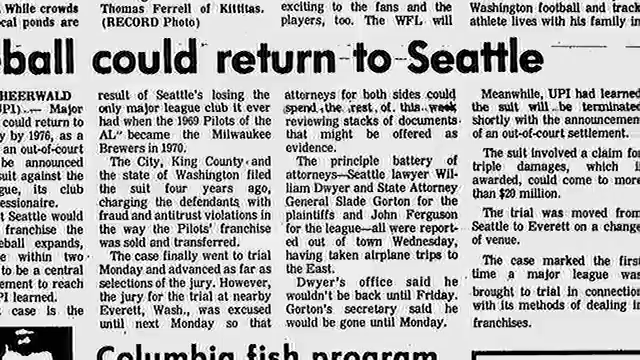 . While crowds
ocal ponds are
Thomas Ferrell of Kittitas.
(RECORD Photo)
exciting to the fans and the
players, too. The WFL will
Washington football and track
athlete lives with his family in
ball could return to Seattle
HEERWALD
UPI).— Major
could return to
y by 1976, as a
an out-of-court
be announced
suit against the
gue, its club
essionaire.
t Seattle would
franchise the
eball expands,
e within two
to be a central
ement to reach
PI learned.
t case is the
result of Seattle's losing the
only major league club it ever
had when the 1969 Pilots of the
AL became the Milwaukee
Brewers in 1970.
The City, King County and
the state of Washington filed
the suit four years ago,
charging the defendants with
fraud and antitrust violations in
the way the Pilots' franchise
was sold and transferred.
The case finally went to trial
Monday and advanced as far as
selections of the jury. However,
the jury for the trial at nearby
Everett, Wash., was excused
until next Monday so that
attorneys for both sides could
spend the rest of this week
reviewing stacks of documents
that might be offered as
evidence.
The principle battery of
attorneys—Seattle lawyer Wil-
liam Dwyer and State Attorney
General Slade Gorton for the
plaintiffs and John Ferguson
for the league—all were report-
ed out of town Wednesday,
having taken airplane trips to
the East.
Dwyer's office said he
wouldn't be back until Friday.
Gorton's secretary said he
would be gone until Monday.
Meanwhile, UPI had learned
the suit will be terminated
shortly with the announcement
of an out-of-court settlement.
The suit involved a claim for
triple damages, which if
awarded, could come to more
than $20 million.
The trial was moved from
Seattle to Everett on a change
of venue.
The case marked the first
time a major league was
brought to trial in connection
with its methods of dealing in
franchises.
Columbia fish program